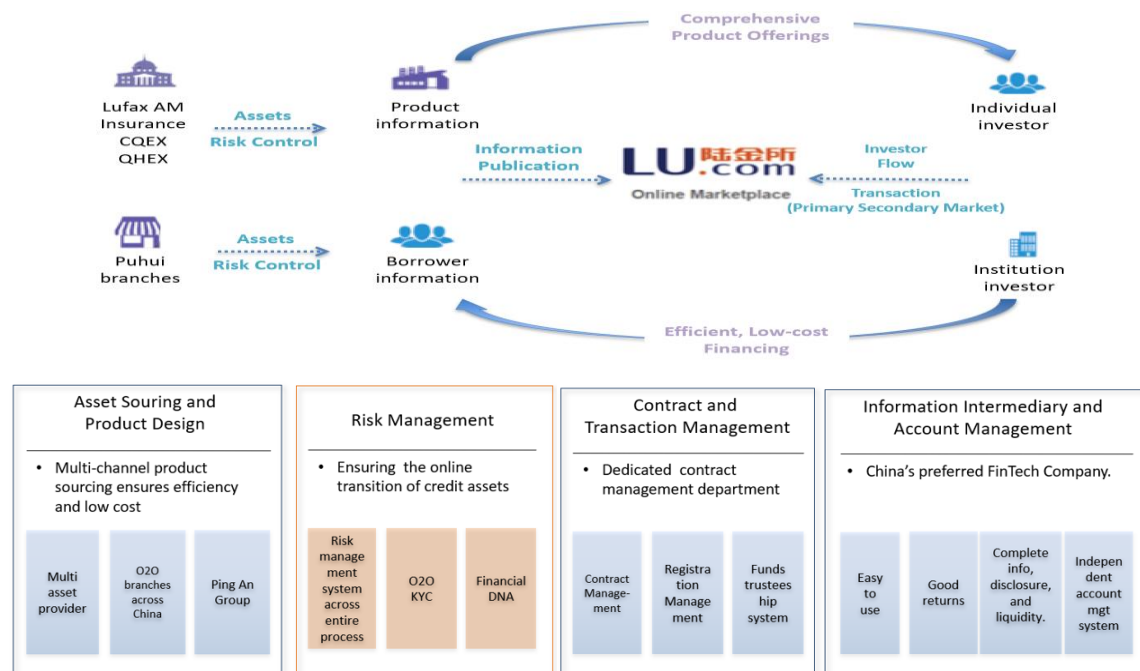 Comprehensive
Product Offerings
Lufax AM
Insurance
CQEX
QHEX
Assets
Risk Control
Product
information
Individual
investor
Information
Publication
LU陆金所.com
Online Marketplace
Investor
Flow
Transaction
(Primary Secondary Market)
Puhui
branches
Assets
Risk Control
Borrower
information
Institution
investor
Efficient, Low-cost
Financing
Asset Souring and
Product Design
• Multi-channel product
sourcing ensures efficiency
and low cost
Multi
asset
provider
O2O
branches
across
China
Ping An
Group
Risk Management
• Ensuring the online
transition of credit assets
Risk
manage
ment
system
across
entire
process
O2O
KYC
Financial
DNA
Contract and
Transaction Management
• Dedicated contract
management department
Contract
Manage-
ment
Registra
tion
Manage
ment
Funds
trustees
hip
system
Information Intermediary and
Account Management
• China's preferred FinTech Company.
Easy
to
use
Good
returns
Complete
info,
disclosure,
and
liquidity.
Indepen
dent
account
mgt
system